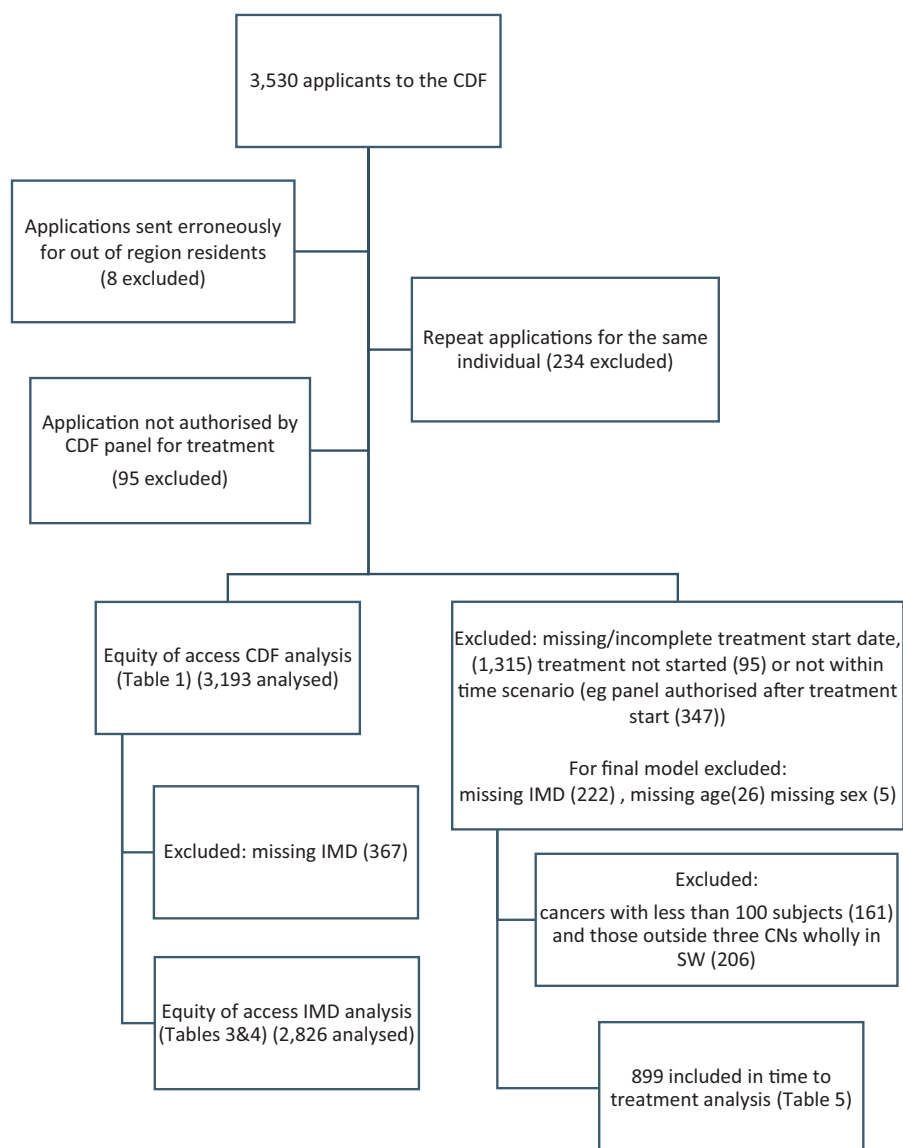 3,530 applicants to the CDF
Applications sent erroneously
for out of region residents
(8 excluded)
Repeat applications for the same
individual (234 excluded)
Application not authorised by
CDF panel for treatment
(95 excluded)
Equity of access CDF analysis
(Table 1) (3,193 analysed)
Excluded: missing IMD (367)
Equity of access IMD analysis
(Tables 3&4) (2,826 analysed)
Excluded: missing/incomplete treatment start date,
(1,315) treatment not started (95) or not within
time scenario (eg panel authorised after treatment
start (347))
For final model excluded:
missing IMD (222) , missing age(26) missing sex (5)
Excluded:
cancers with less than 100 subjects (161)
and those outside three CNs wholly in
SW (206)
899 included in time to
treatment analysis (Table 5)